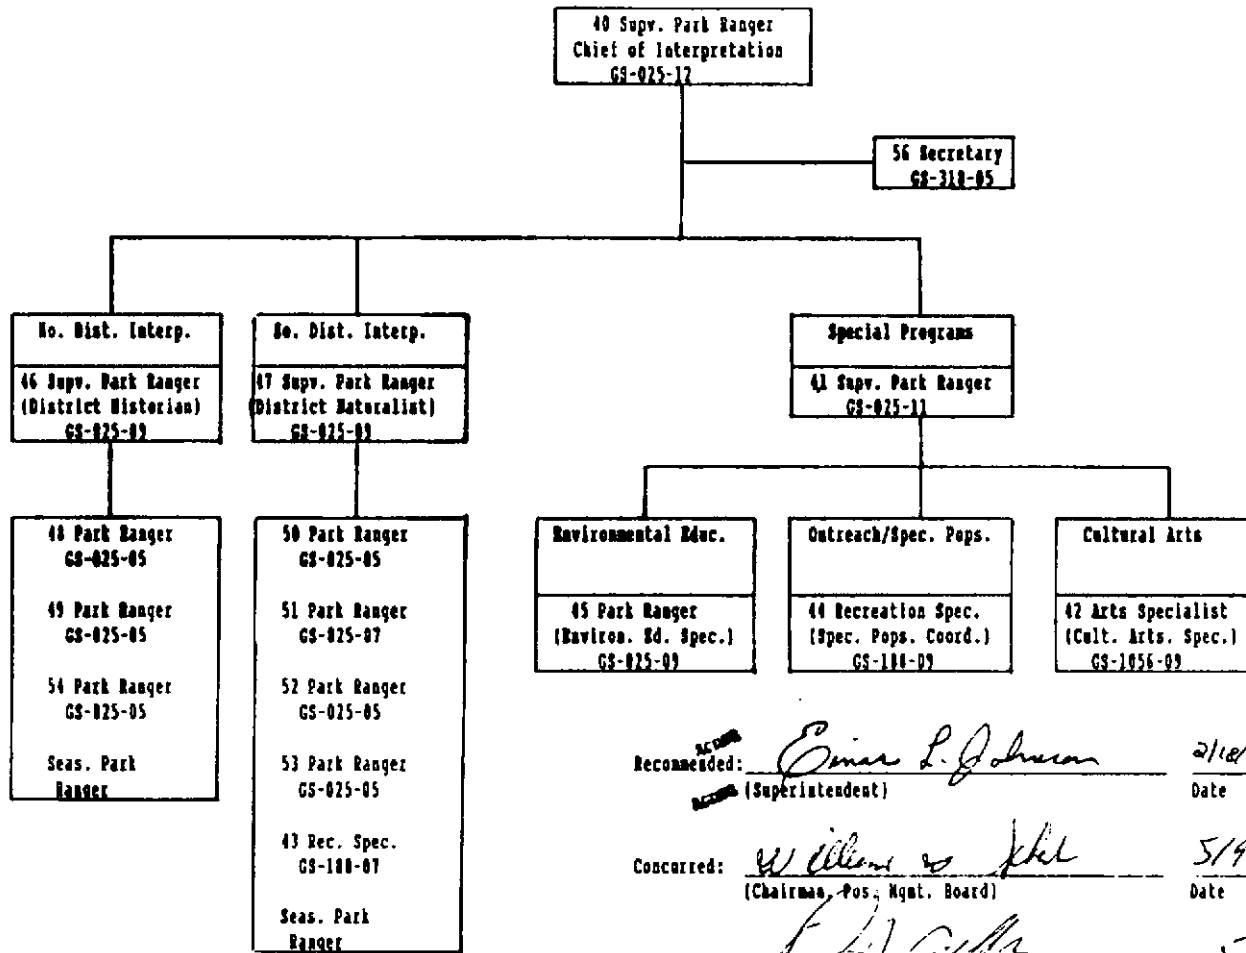 40 Supv. Park Ranger
Chief of Interpretation
GS-025-12
56 Secretary
GS-318-05
No. Dist. Interp.
46 Supv. Park Ranger
(District Historian)
GS-025-09
So. Dist. Interp.
47 Supv. Park Ranger
(District Naturalist)
GS-025-09
Special Programs
41 Supv. Park Ranger
GS-025-11
48 Park Ranger
GS-025-05
49 Park Ranger
GS-025-05
54 Park Ranger
GS-025-05
Seas. Park
Ranger
50 Park Ranger
GS-025-05
51 Park Ranger
GS-025-07
52 Park Ranger
GS-025-05
53 Park Ranger
GS-025-05
43 Rec. Spec.
GS-188-07
Seas. Park
Ranger
Environmental Educ.
45 Park Ranger
(Environ. Ed. Spec.)
GS-025-09
Outreach/Spec. Pops.
44 Recreation Spec.
(Spec. Pops. Coord.)
GS-188-09
Cultural Arts
42 Arts Specialist
(Cult. Arts. Spec.)
GS-1056-09
ACTING
Recommended: Einar L. Johnson
ACTING (Superintendent) Date
Concurred: William 5/9
(Chairman, Pos. Mgmt. Board) Date